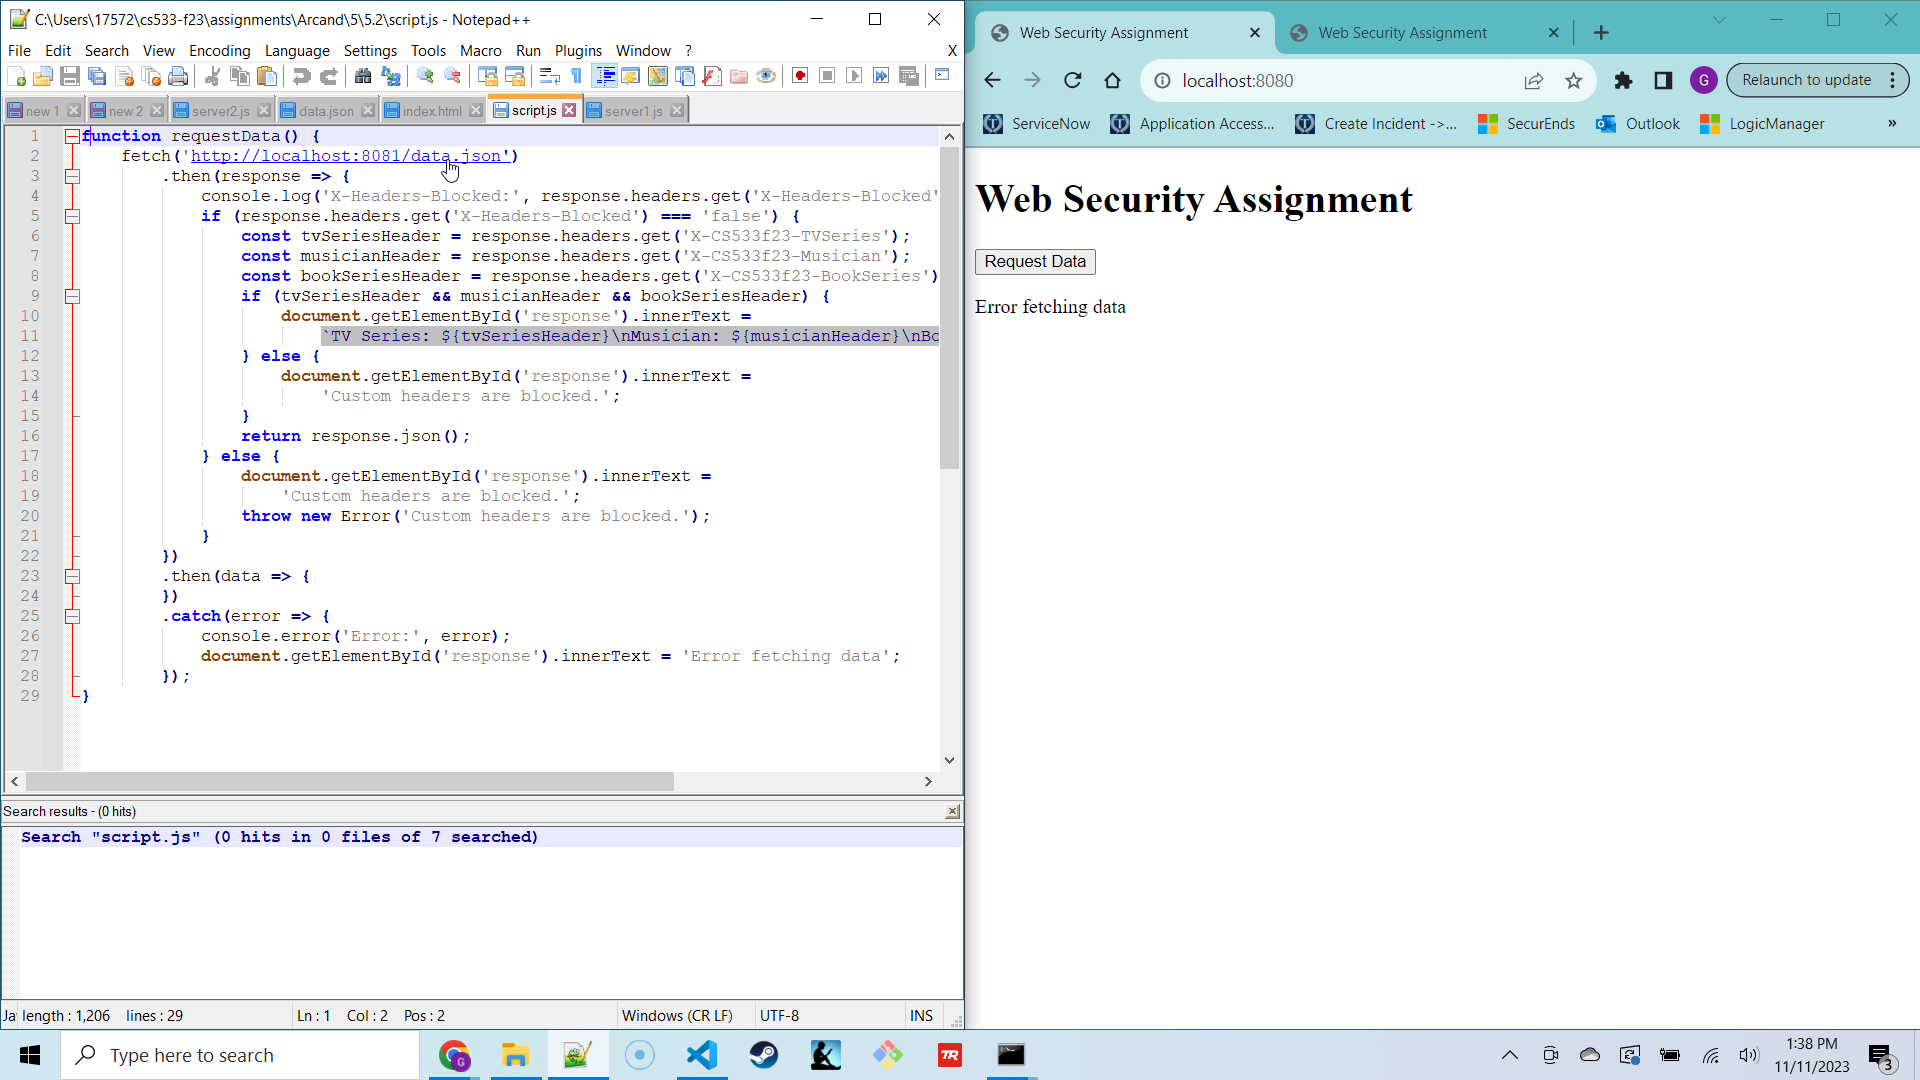 C:\Users\17572\cs533-f23\assignments\Arcand\5\5.2\script.js - Notepad++
File Edit Search View Encoding Language Settings Tools Macro Run Plugins Window ? X
new 1 new 2 server2.js data.json index.html script.js server1.js
1 function requestData() {
2 fetch('http://localhost:8081/data.json')
3 .then(response => {
4 console.log('X-Headers-Blocked:', response.headers.get('X-Headers-Blocked'
5 if (response.headers.get('X-Headers-Blocked') === 'false') {
6 const tvSeriesHeader = response.headers.get('X-CS533f23-TVSeries');
7 const musicianHeader = response.headers.get('X-CS533f23-Musician');
8 const bookSeriesHeader = response.headers.get('X-CS533f23-BookSeries')
9 if (tvSeriesHeader && musicianHeader && bookSeriesHeader) {
10 document.getElementById('response').innerText =
11 `TV Series: ${tvSeriesHeader}\nMusician: ${musicianHeader}\nBo
12 } else {
13 document.getElementById('response').innerText =
14 'Custom headers are blocked.';
15 }
16 return response.json();
17 } else {
18 document.getElementById('response').innerText =
19 'Custom headers are blocked.';
20 throw new Error('Custom headers are blocked.');
21 }
22 })
23 .then(data => {
24 })
25 .catch(error => {
26 console.error('Error:', error);
27 document.getElementById('response').innerText = 'Error fetching data';
28 });
29 }
Search results - (0 hits)
Search "script.js" (0 hits in 0 files of 7 searched)
Ja length : 1,206 lines : 29 Ln : 1 Col : 2 Pos : 2 Windows (CR LF) UTF-8 INS
Web Security Assignment Web Security Assignment
localhost:8080 G Relaunch to update
ServiceNow Application Access... Create Incident ->... SecurEnds Outlook LogicManager »
Web Security Assignment
Request Data
Error fetching data
Type here to search
G
TR
1:38 PM
11/11/2023
3